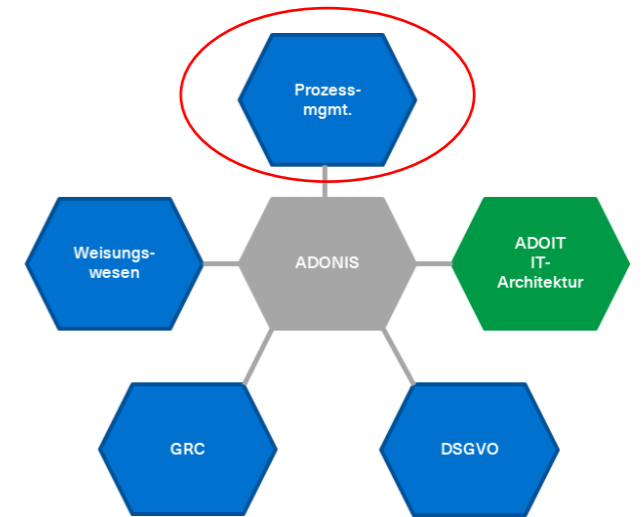 Prozess-
mgmt.
Weisungs-
wesen
ADONIS
ADOIT
IT-
Architektur
GRC
DSGVO